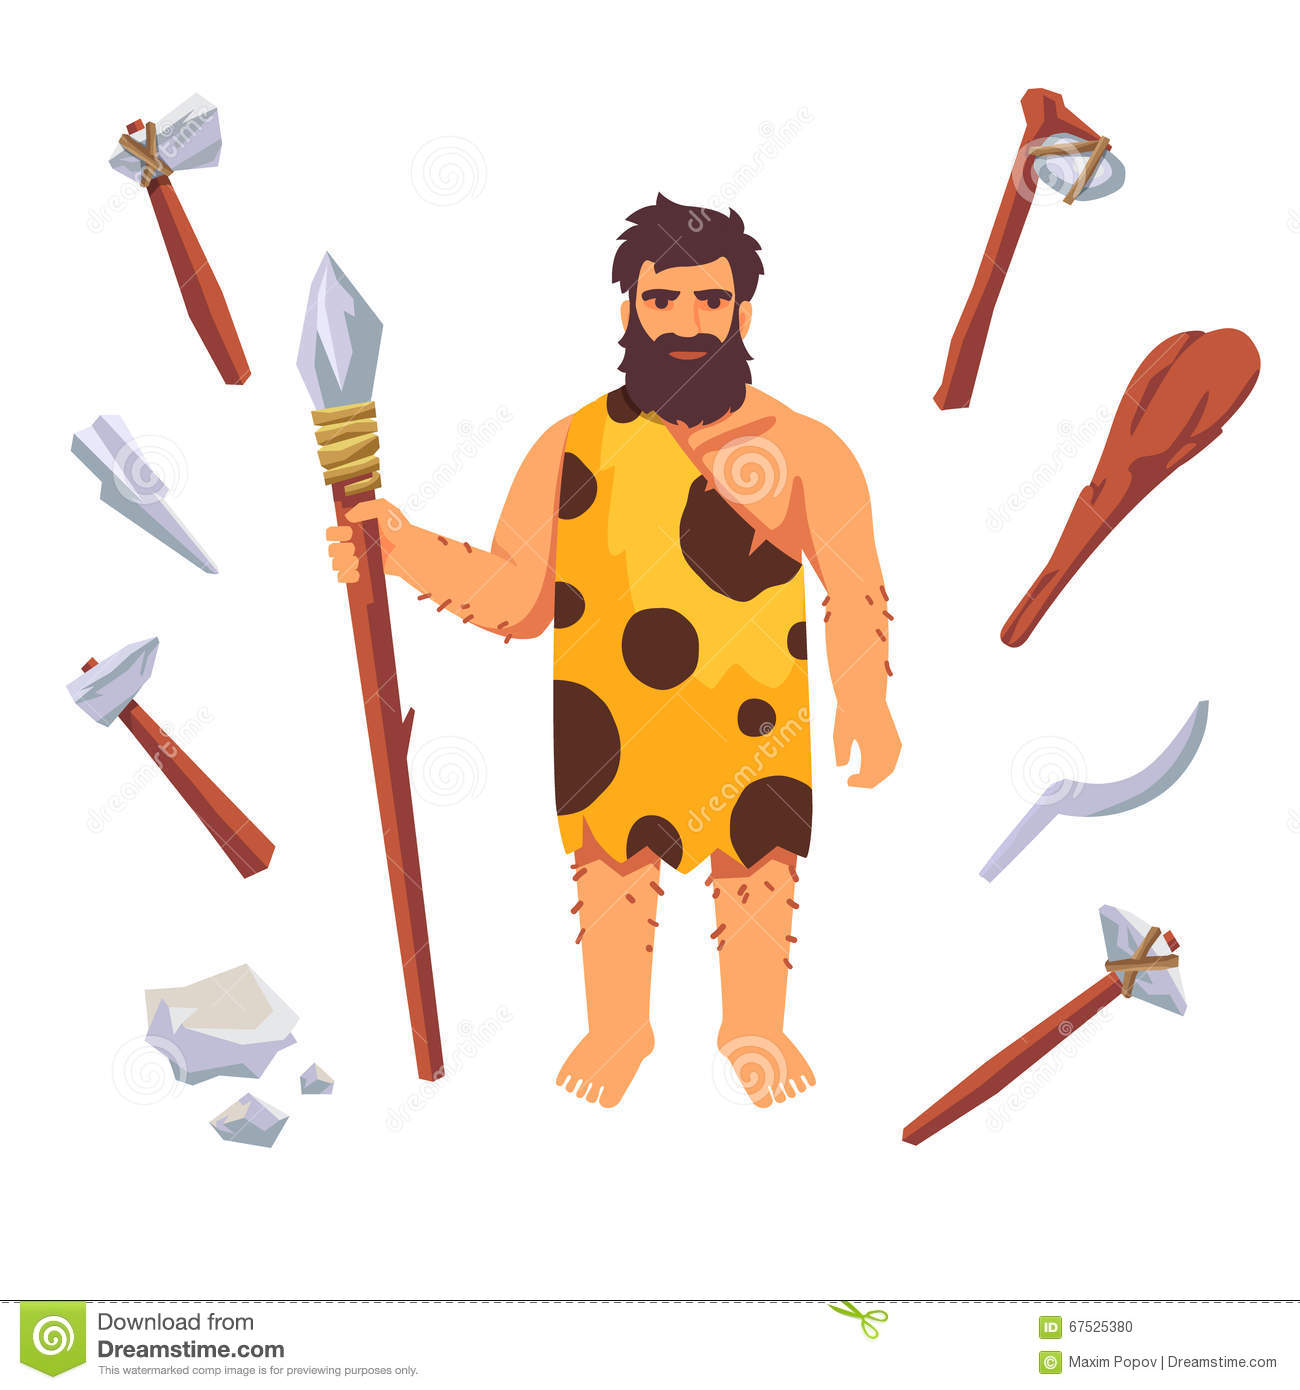 Download from
Dreamstime.com
This watermarked comp image is for previewing purposes only.
ID 67525380
© Maxim Popov | Dreamstime.com